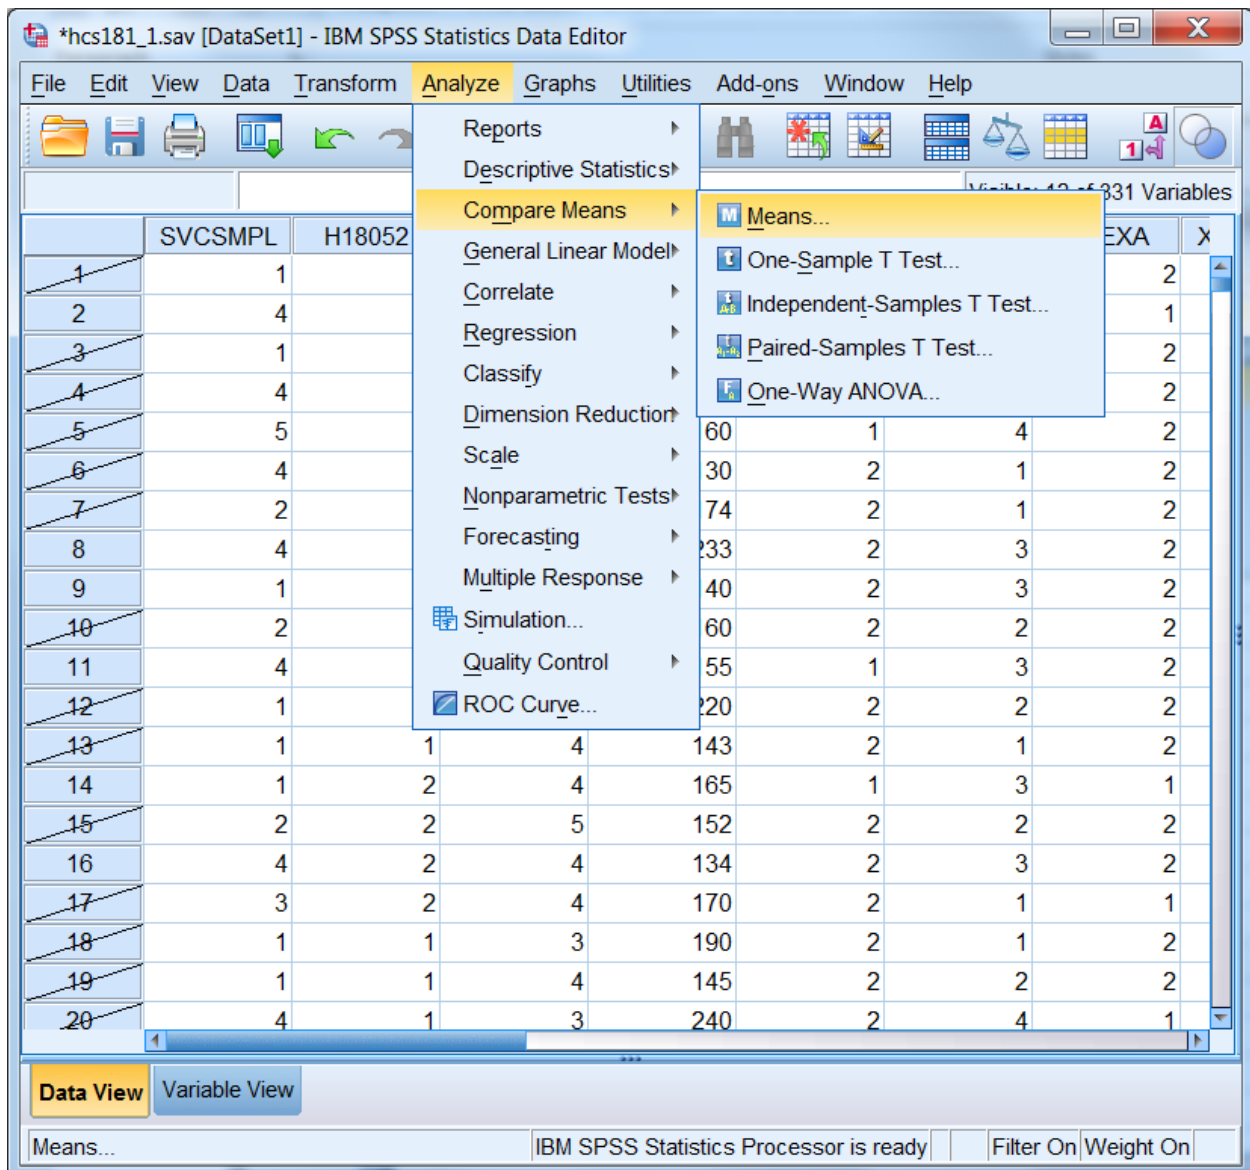 *hcs181_1.sav [DataSet1] - IBM SPSS Statistics Data Editor
File Edit View Data Transform Analyze Graphs Utilities Add-ons Window Help
A
1
Reports
Descriptive Statistics
Compare Means
General Linear Model
Correlate
Regression
Classify
Dimension Reduction
Scale
Nonparametric Tests
Forecasting
Multiple Response
Simulation...
Quality Control
ROC Curve...
M Means...
t One-Sample T Test...
Independent-Samples T Test...
Paired-Samples T Test...
One-Way ANOVA...
Visible: 12 of 331 Variables
SVCSMPL H18052 EXA X
1 1 2
2 4 1
3 1 2
4 4 2
5 5 60 1 4 2
6 4 30 2 1 2
7 2 74 2 1 2
8 4 233 2 3 2
9 1 40 2 3 2
10 2 60 2 2 2
11 4 55 1 3 2
12 1 220 2 2 2
13 1 1 4 143 2 1 2
14 1 2 4 165 1 3 1
15 2 2 5 152 2 2 2
16 4 2 4 134 2 3 2
17 3 2 4 170 2 1 1
18 1 1 3 190 2 1 2
19 1 1 4 145 2 2 2
20 4 1 3 240 2 4 1
Data View Variable View
Means... IBM SPSS Statistics Processor is ready Filter On Weight On